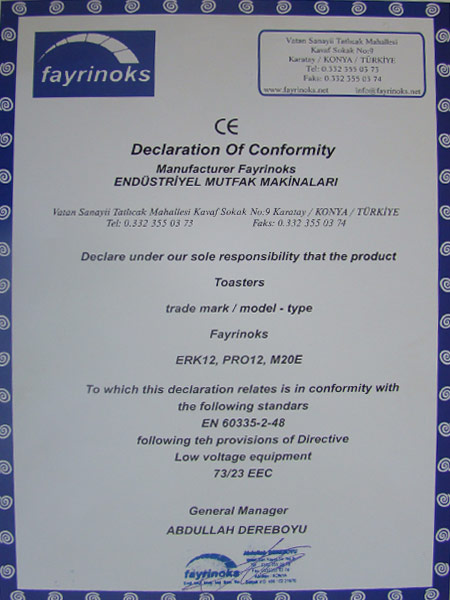 fayrinoks
Vatan Sanayii Tatlıcak Mahallesi
Kavaf Sokak No:9
Karatay / KONYA / TÜRKİYE
Tel: 0.332 355 03 73
Faks: 0.332 355 03 74
www.fayrinoks.net info@fayrinoks.net
CE
Declaration Of Conformity
Manufacturer Fayrinoks
ENDÜSTRİYEL MUTFAK MAKİNALARI
Vatan Sanayii Tatlıcak Mahallesi Kavaf Sokak No:9 Karatay / KONYA / TÜRKİYE
Tel: 0.332 355 03 73 Faks: 0.332 355 03 74
Declare under our sole responsibility that the product
Toasters
trade mark / model - type
Fayrinoks
ERK12, PRO12, M20E
To which this declaration relates is in conformity with
the following standars
EN 60335-2-48
following teh provisions of Directive
Low voltage equipment
73/23 EEC
General Manager
ABDULLAH DEREBOYU
fayrinoks
Abdullah DEREBOYU